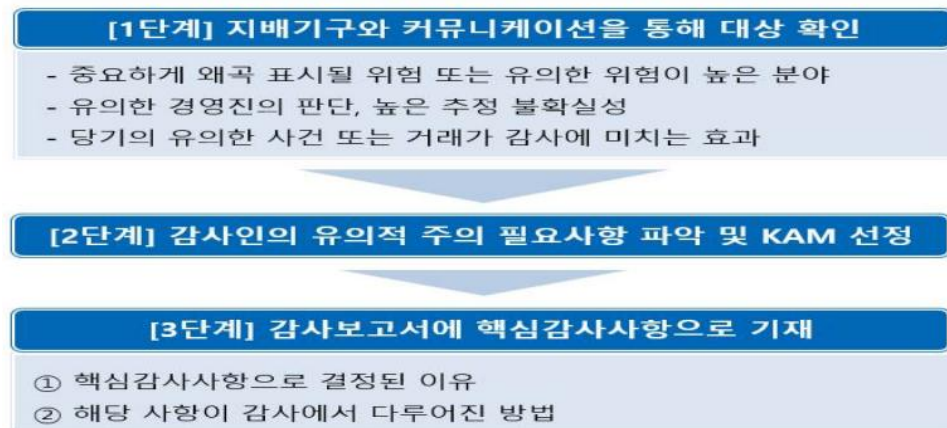 [1단계] 지배기구와 커뮤니케이션을 통해 대상 확인
- 중요하게 왜곡 표시될 위험 또는 유의한 위험이 높은 분야
- 유의한 경영진의 판단, 높은 추정 불확실성
- 당기의 유의한 사건 또는 거래가 감사에 미치는 효과
[2단계] 감사인의 유의적 주의 필요사항 파악 및 KAM 선정
[3단계] 감사보고서에 핵심감사사항으로 기재
① 핵심감사사항으로 결정된 이유
② 해당 사항이 감사에서 다루어진 방법